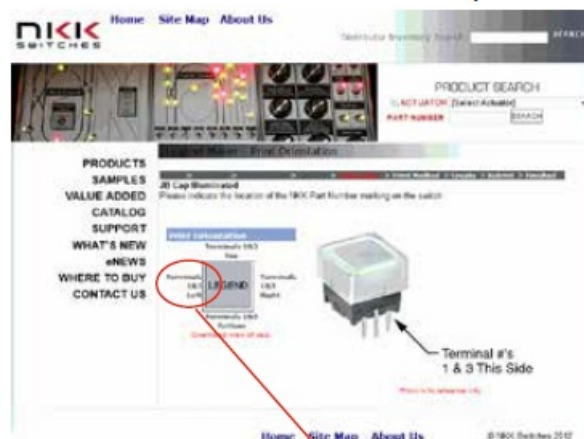 Home Site Map About Us
NKK
SWITCHES
Distributor Inventory Search
SEARCH
PRODUCT SEARCH
ACTUATOR [Select Actuator]
PART NUMBER SEARCH
Legend Maker - Print Orientation
JB Cap Illuminated
Please indicate the location of the NKK Part Number marking on the switch
PRODUCTS
SAMPLES
VALUE ADDED
CATALOG
SUPPORT
WHAT'S NEW
eNEWS
WHERE TO BUY
CONTACT US
Print Orientation
Terminals 1&3
Top
Terminals
1&3
Left
LEGEND
Terminals
1&3
Right
Terminals 1&3
Bottom
Terminal #'s
1 & 3 This Side
Home Site Map About Us
© NKK Switches 2012